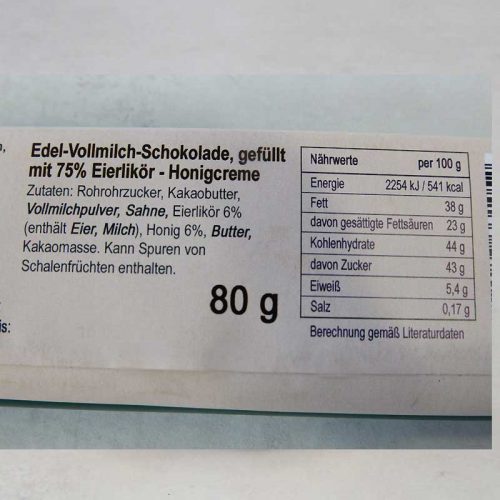 Edel-Vollmilch-Schokolade, gefüllt
mit 75% Eierlikör - Honigcreme
Zutaten: Rohrohrzucker, Kakaobutter,
Vollmilchpulver, Sahne, Eierlikör 6%
(enthält Eier, Milch), Honig 6%, Butter,
Kakaomasse. Kann Spuren von
Schalenfrüchten enthalten.
80 g
is:
Nährwerte per 100 g
Energie 2254 kJ / 541 kcal
Fett 38 g
davon gesättigte Fettsäuren 23 g
Kohlenhydrate 44 g
davon Zucker 43 g
Eiweiß 5,4 g
Salz 0,17 g
Berechnung gemäß Literaturdaten